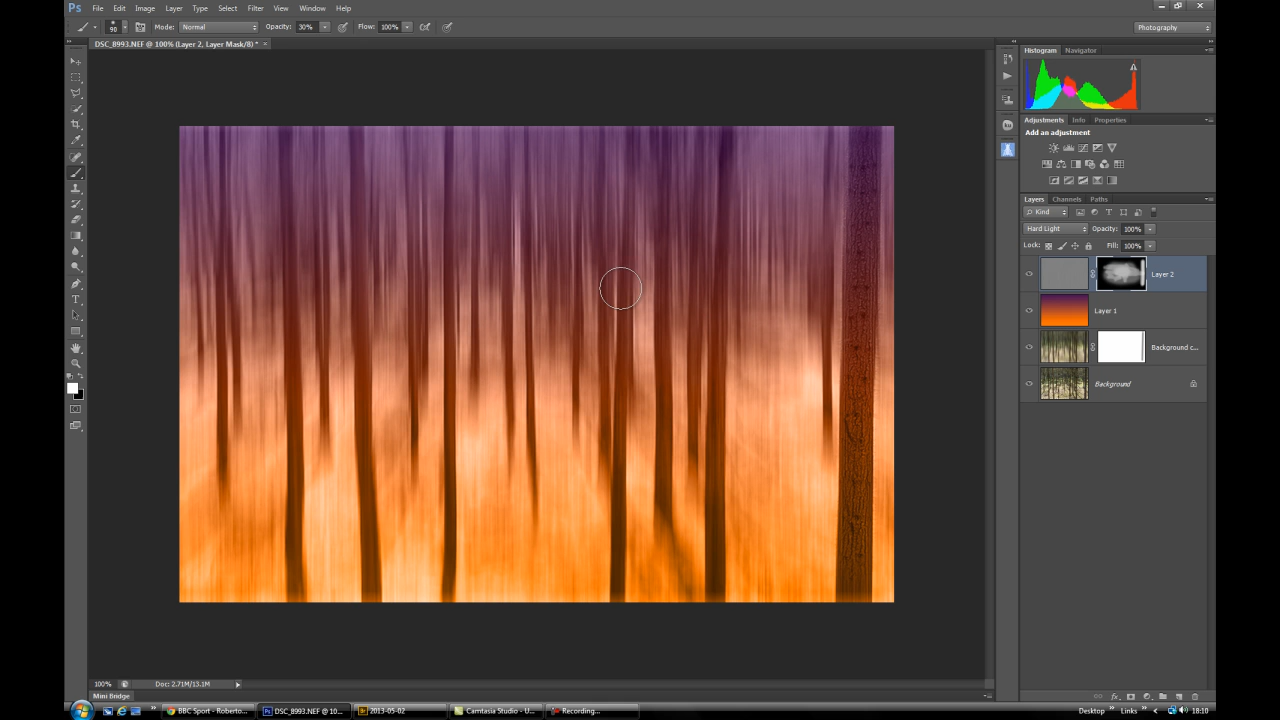 Ps File Edit Image Layer Type Select Filter View Window Help
90 Mode: Normal Opacity: 30% Flow: 100% Photography
DSC_8993.NEF @ 100% (Layer 2, Layer Mask/8) * ×
Histogram Navigator
Adjustments Info Properties
Add an adjustment
Layers Channels Paths
Kind
Hard Light Opacity: 100%
Lock: Fill: 100%
Layer 2
Layer 1
Background c...
Background
100% Doc: 2.71M/13.1M
Mini Bridge
BBC Sport - Roberto... DSC_8993.NEF @ 10... 2013-05-02 Camtasia Studio - U... Recording... Desktop Links 18:10